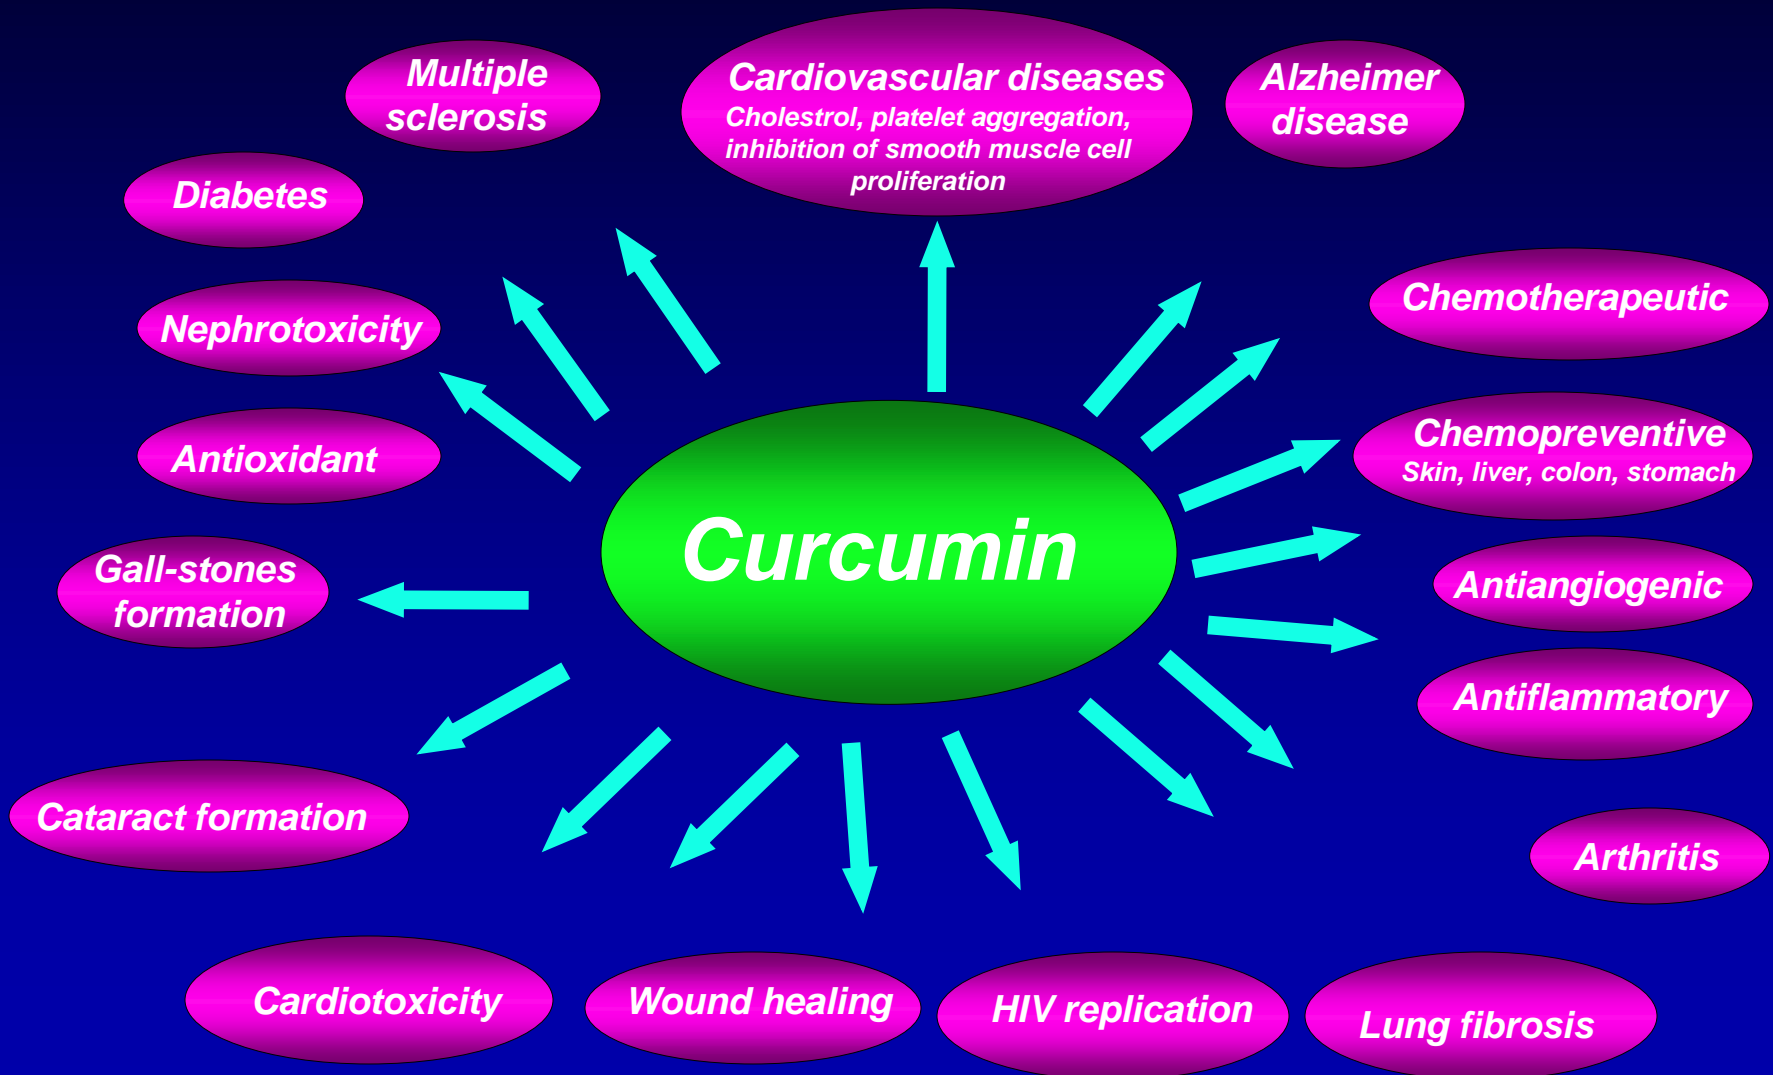 Multiple
sclerosis
Cardiovascular diseases
Cholestrol, platelet aggregation,
inhibition of smooth muscle cell
proliferation
Alzheimer
disease
Diabetes
Nephrotoxicity
Antioxidant
Gall-stones
formation
Cataract formation
Curcumin
Chemotherapeutic
Chemopreventive
Skin, liver, colon, stomach
Antiangiogenic
Antiflammatory
Arthritis
Cardiotoxicity
Wound healing
HIV replication
Lung fibrosis